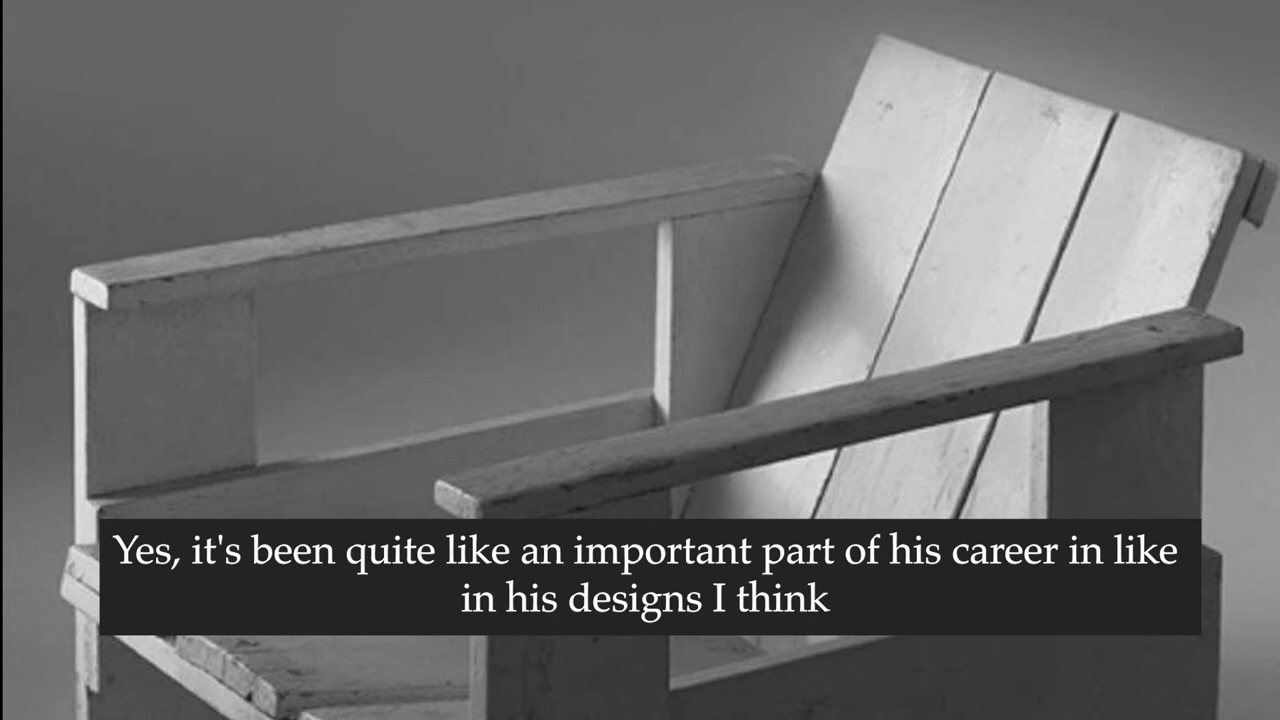 Yes, it's been quite like an important part of his career in like
in his designs I think